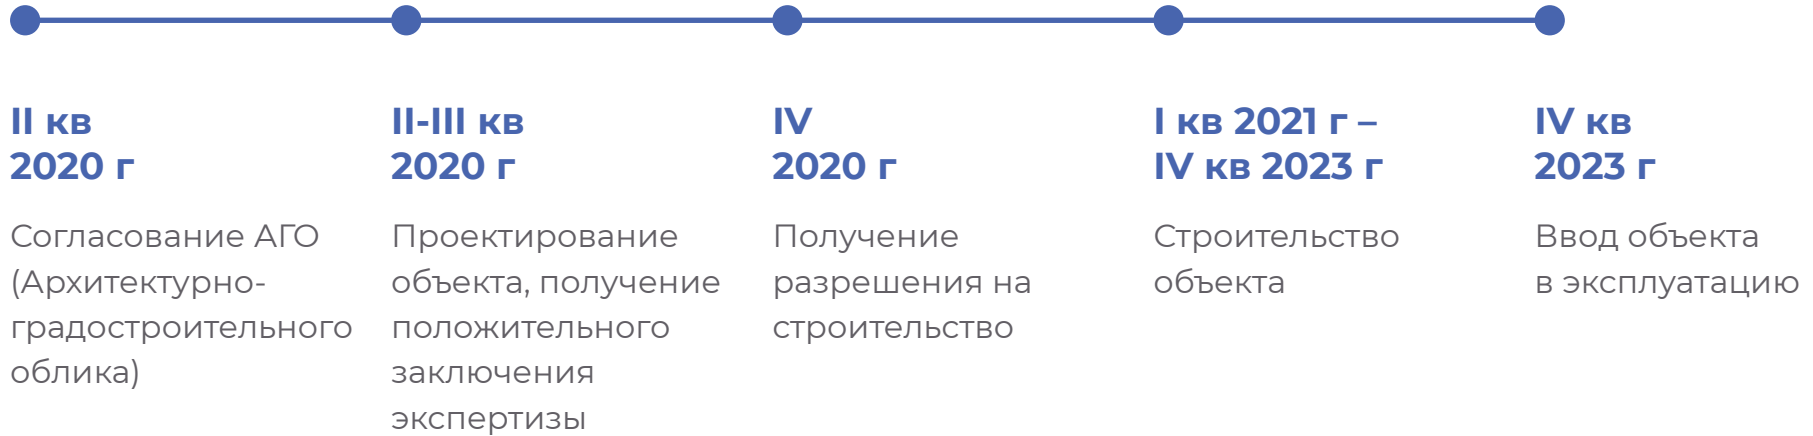 II кв
2020 г
Согласование АГО
(Архитектурно-
градостроительного
облика)
II-III кв
2020 г
Проектирование
объекта, получение
положительного
заключения
экспертизы
IV
2020 г
Получение
разрешения на
строительство
I кв 2021 г –
IV кв 2023 г
Строительство
объекта
IV кв
2023 г
Ввод объекта
в эксплуатацию